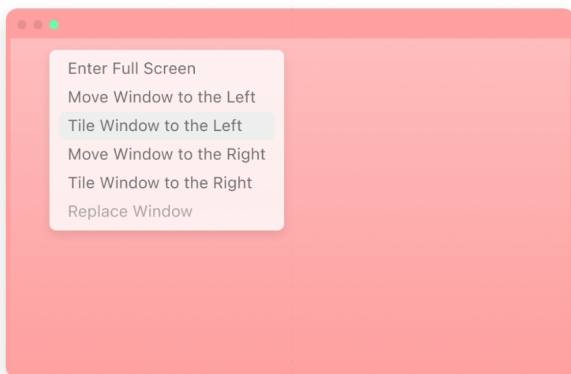 Enter Full Screen
Move Window to the Left
Tile Window to the Left
Move Window to the Right
Tile Window to the Right
Replace Window